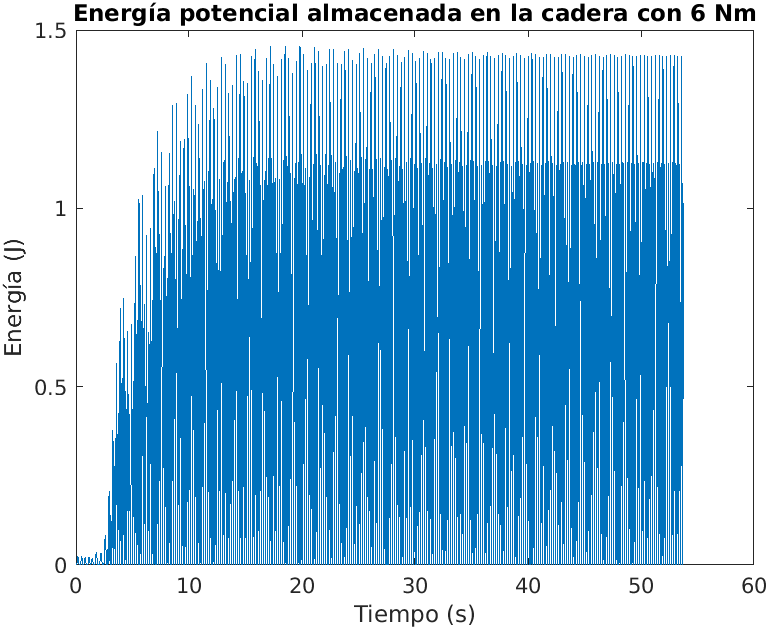 Energía potencial almacenada en la cadera con 6 Nm
1.5
1
0.5
0
Energía (J)
0 10 20 30 40 50 60
Tiempo (s)